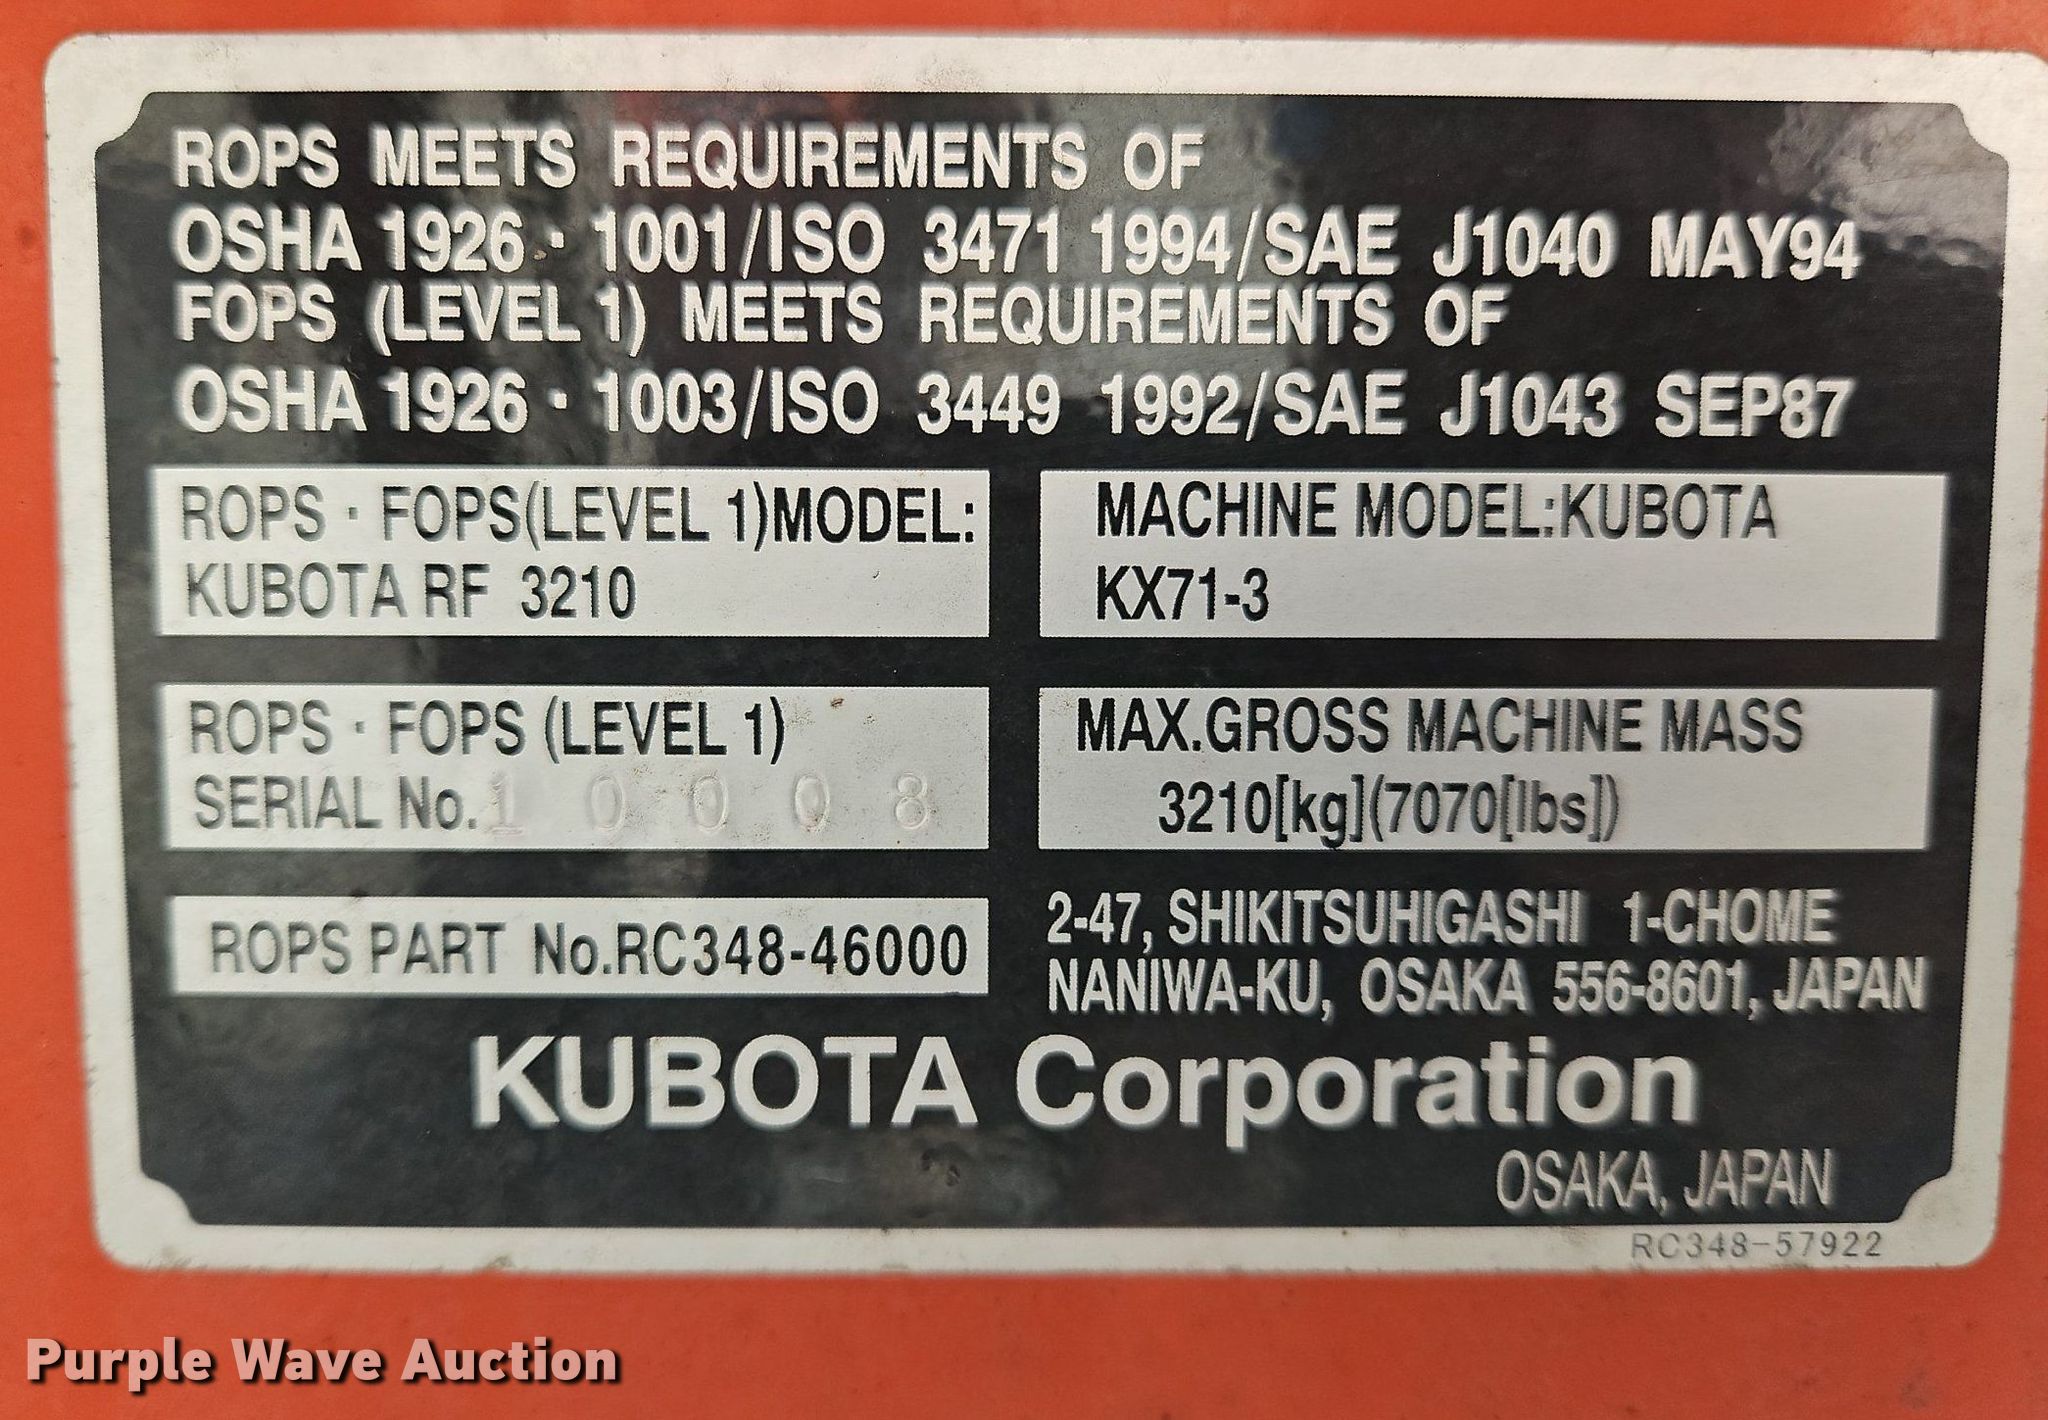 ROPS MEETS REQUIREMENTS OF
OSHA 1926 · 1001/ISO 3471 1994/SAE J1040 MAY94
FOPS (LEVEL 1) MEETS REQUIREMENTS OF
OSHA 1926 · 1003/ISO 3449 1992/SAE J1043 SEP87
ROPS · FOPS(LEVEL 1)MODEL:
KUBOTA RF 3210
MACHINE MODEL:KUBOTA
KX71-3
ROPS · FOPS (LEVEL 1)
SERIAL No. 10008
MAX.GROSS MACHINE MASS
3210[kg](7070[lbs])
ROPS PART No.RC348-46000
2-47, SHIKITSUHIGASHI 1-CHOME
NANIWA-KU, OSAKA 556-8601, JAPAN
KUBOTA Corporation
OSAKA, JAPAN
RC348-57922
Purple Wave Auction